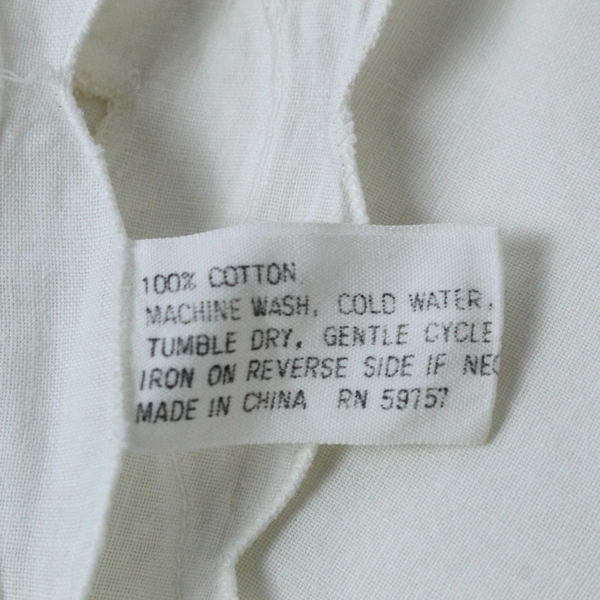 100% COTTON
MACHINE WASH, COLD WATER,
TUMBLE DRY, GENTLE CYCLE
IRON ON REVERSE SIDE IF NEC
MADE IN CHINA RN 59757